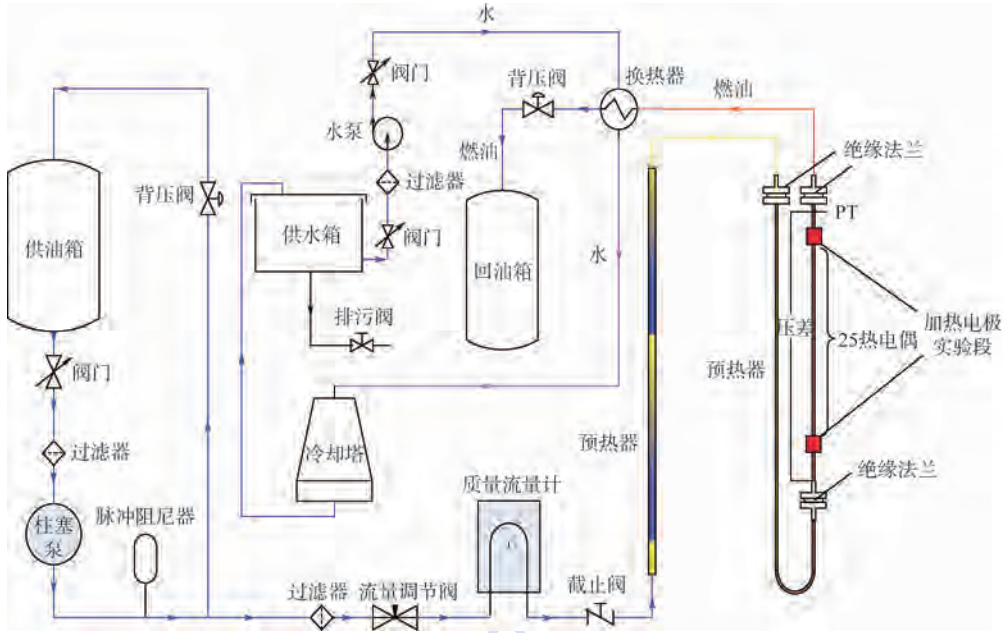 水
阀门
背压阀
换热器
燃油
水泵
绝缘法兰
燃油
过滤器
背压阀
PT
供水箱
阀门
供油箱
水
回油箱
排污阀
压差
25热电偶
加热电极
实验段
阀门
预热器
过滤器
冷却塔
预热器
质量流量计
绝缘法兰
脉冲阻尼器
柱塞
泵
过滤器
流量调节阀
截止阀